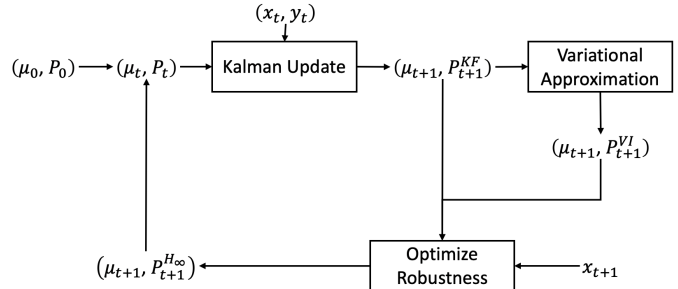 (x_t, y_t)
(μ_0, P_0)
(μ_t, P_t)
Kalman Update
(μ_{t+1}, P_{t+1}^{KF})
Variational
Approximation
(μ_{t+1}, P_{t+1}^{VI})
Optimize
Robustness
(μ_{t+1}, P_{t+1}^{H_∞})
x_{t+1}